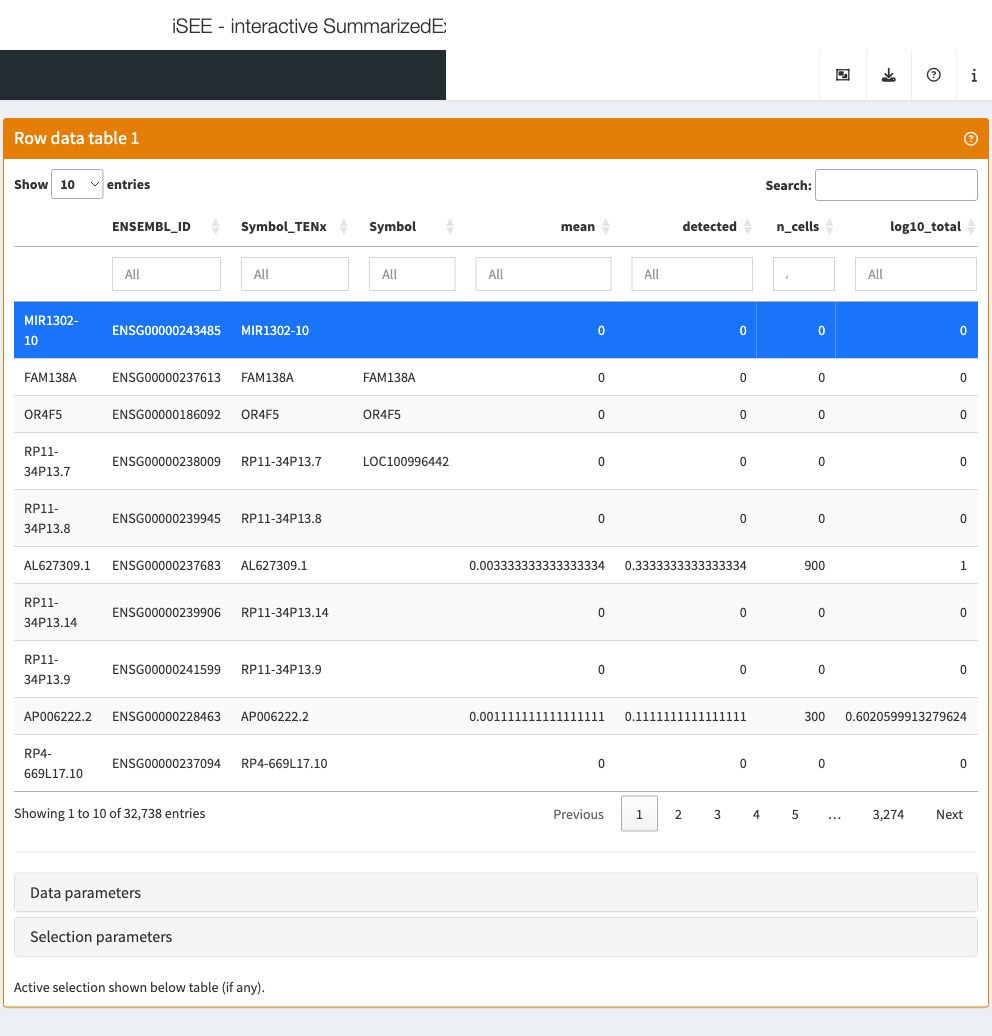 iSEE - interactive SummarizedEx
i
Row data table 1
Show 10 entries
Search:
ENSEMBL_ID Symbol_TENx Symbol mean detected n_cells log10_total
All All All All All All
MIR1302-
10 ENSG00000243485 MIR1302-10 0 0 0 0
FAM138A ENSG00000237613 FAM138A FAM138A 0 0 0 0
OR4F5 ENSG00000186092 OR4F5 OR4F5 0 0 0 0
RP11-
34P13.7 ENSG00000238009 RP11-34P13.7 LOC100996442 0 0 0 0
RP11-
34P13.8 ENSG00000239945 RP11-34P13.8 0 0 0 0
AL627309.1 ENSG00000237683 AL627309.1 0.003333333333333334 0.3333333333333334 900 1
RP11-
34P13.14 ENSG00000239906 RP11-34P13.14 0 0 0 0
RP11-
34P13.9 ENSG00000241599 RP11-34P13.9 0 0 0 0
AP006222.2 ENSG00000228463 AP006222.2 0.001111111111111111 0.1111111111111111 300 0.6020599913279624
RP4-
669L17.10 ENSG00000237094 RP4-669L17.10 0 0 0 0
Showing 1 to 10 of 32,738 entries
Previous 1 2 3 4 5 … 3,274 Next
Data parameters
Selection parameters
Active selection shown below table (if any).